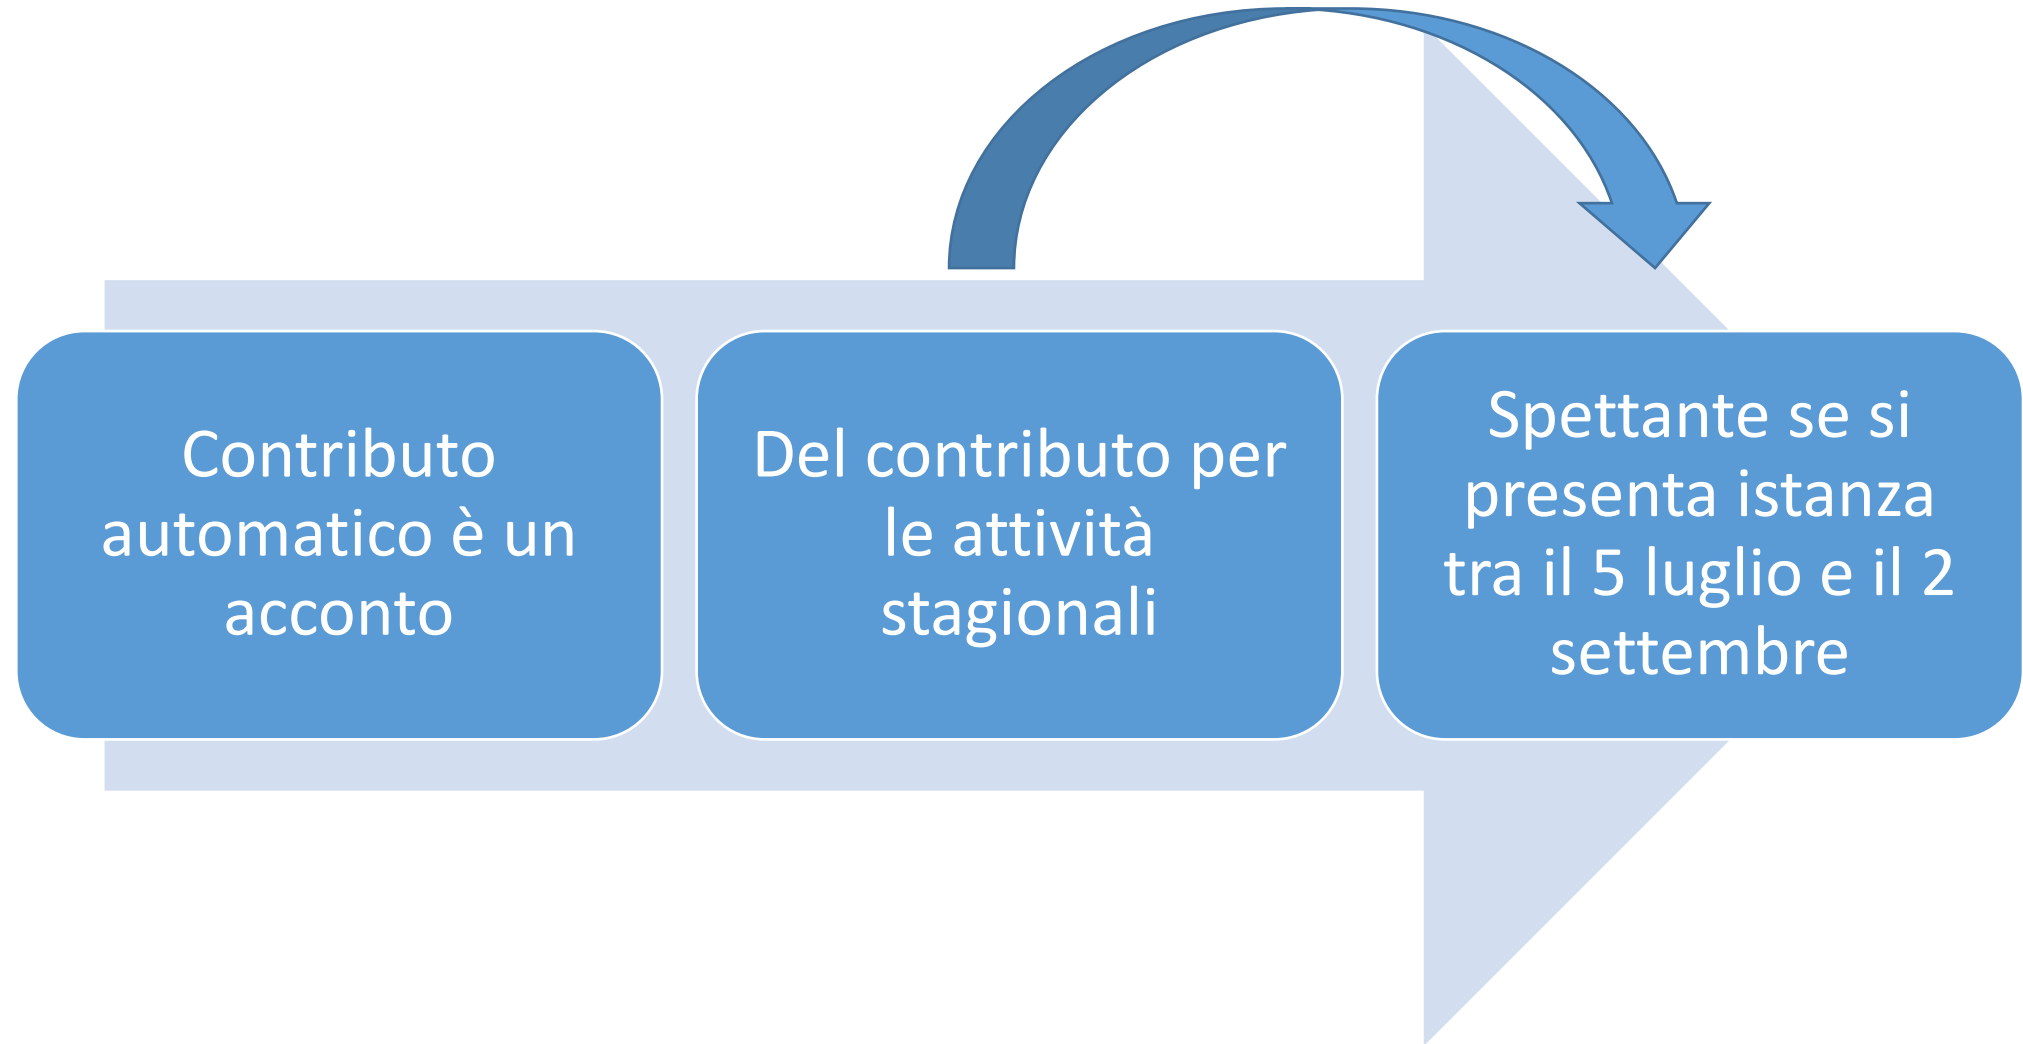 Contributo
automatico è un
acconto
Del contributo per
le attività
stagionali
Spettante se si
presenta istanza
tra il 5 luglio e il 2
settembre